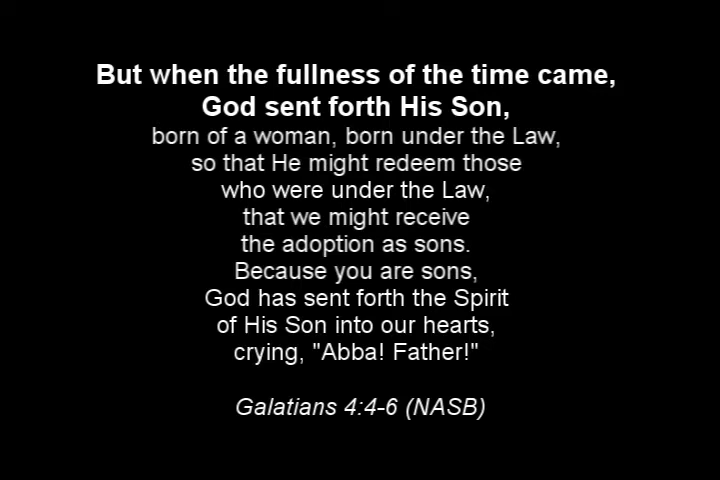 But when the fullness of the time came,
God sent forth His Son,
born of a woman, born under the Law,
so that He might redeem those
who were under the Law,
that we might receive
the adoption as sons.
Because you are sons,
God has sent forth the Spirit
of His Son into our hearts,
crying, "Abba! Father!"
Galatians 4:4-6 (NASB)